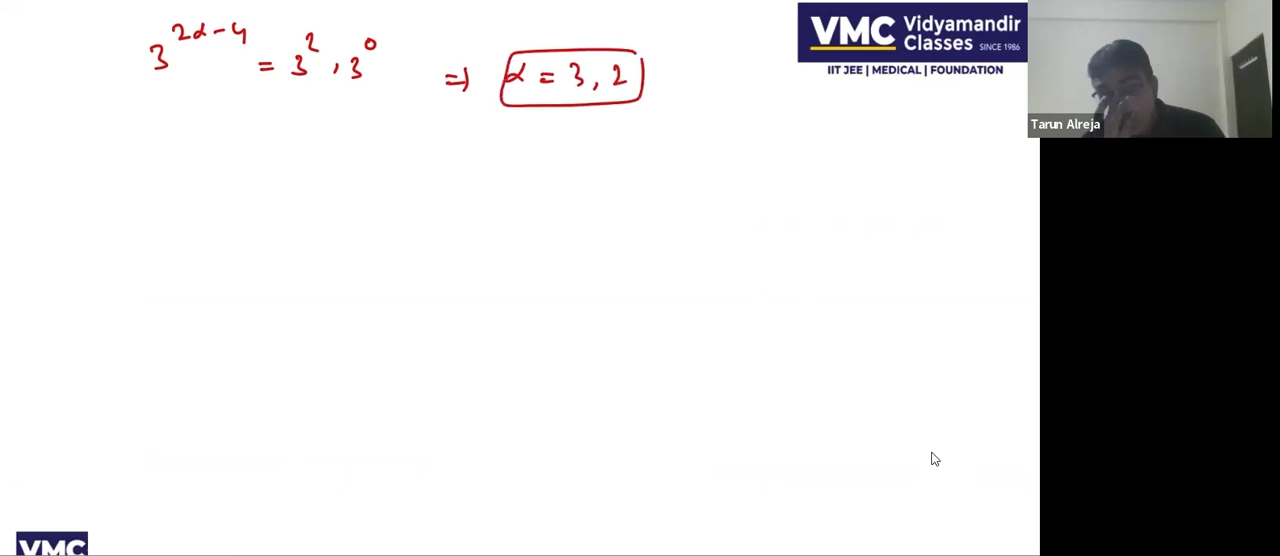 3^{2α-4} = 3^2, 3^0 ⇒ α = 3, 2
VMC Vidyamandir Classes SINCE 1986
IIT JEE | MEDICAL | FOUNDATION
Tarun Alreja
VMC